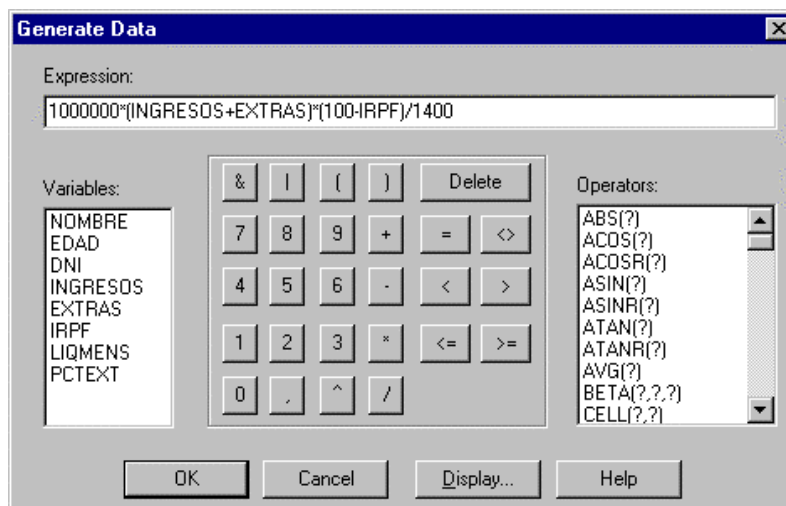 Generate Data
Expression:
1000000*(INGRESOS+EXTRAS)*(100-IRPF)/1400
Variables:
NOMBRE
EDAD
DNI
INGRESOS
EXTRAS
IRPF
LIQMENS
PCTEXT
& | ( ) Delete
7 8 9 + = <>
4 5 6 - < >
1 2 3 * <= >=
0 , ^ /
Operators:
ABS(?)
ACOS(?)
ACOSR(?)
ASIN(?)
ASINR(?)
ATAN(?)
ATANR(?)
AVG(?)
BETA(?,?,?)
CELL(?,?)
OK Cancel Display... Help